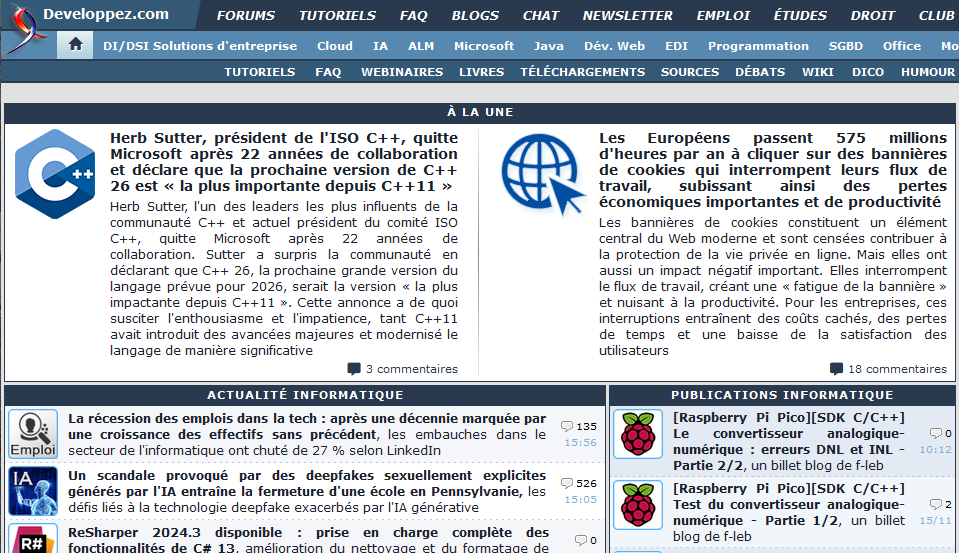 Developpez.com
FORUMS TUTORIELS FAQ BLOGS CHAT NEWSLETTER EMPLOI ÉTUDES DROIT CLUB
DI/DSI Solutions d'entreprise Cloud IA ALM Microsoft Java Dév. Web EDI Programmation SGBD Office Mo
TUTORIELS FAQ WEBINAIRES LIVRES TÉLÉCHARGEMENTS SOURCES DÉBATS WIKI DICO HUMOUR
À LA UNE
C++
Herb Sutter, président de l'ISO C++, quitte
Microsoft après 22 années de collaboration
et déclare que la prochaine version de C++
26 est « la plus importante depuis C++11 »
Herb Sutter, l'un des leaders les plus influents de la
communauté C++ et actuel président du comité ISO
C++, quitte Microsoft après 22 années de
collaboration. Sutter a surpris la communauté en
déclarant que C++ 26, la prochaine grande version du
langage prévue pour 2026, serait la version « la plus
impactante depuis C++11 ». Cette annonce a de quoi
susciter l'enthousiasme et l'impatience, tant C++11
avait introduit des avancées majeures et modernisé le
langage de manière significative
3 commentaires
Les Européens passent 575 millions
d'heures par an à cliquer sur des bannières
de cookies qui interrompent leurs flux de
travail, subissant ainsi des pertes
économiques importantes et de productivité
Les bannières de cookies constituent un élément
central du Web moderne et sont censées contribuer à
la protection de la vie privée en ligne. Mais elles ont
aussi un impact négatif important. Elles interrompent
le flux de travail, créant une « fatigue de la bannière »
et nuisant à la productivité. Pour les entreprises, ces
interruptions entraînent des coûts cachés, des pertes
de temps et une baisse de la satisfaction des
utilisateurs
18 commentaires
ACTUALITÉ INFORMATIQUE
Emploi
La récession des emplois dans la tech : après une décennie marquée par
une croissance des effectifs sans précédent, les embauches dans le
secteur de l'informatique ont chuté de 27 % selon LinkedIn
135
15:56
IA
Un scandale provoqué par des deepfakes sexuellement explicites
générés par l'IA entraîne la fermeture d'une école en Pennsylvanie, les
défis liés à la technologie deepfake exacerbés par l'IA générative
526
15:05
R#
ReSharper 2024.3 disponible : prise en charge complète des
fonctionnalités de C# 13, amélioration du nettoyage et du formatage de
0
PUBLICATIONS INFORMATIQUE
[Raspberry Pi Pico][SDK C/C++]
Le convertisseur analogique-
numérique : erreurs DNL et INL -
Partie 2/2, un billet blog de f-leb
0
10:12
[Raspberry Pi Pico][SDK C/C++]
Test du convertisseur analogique-
numérique - Partie 1/2, un billet
blog de f-leb
2
15/11